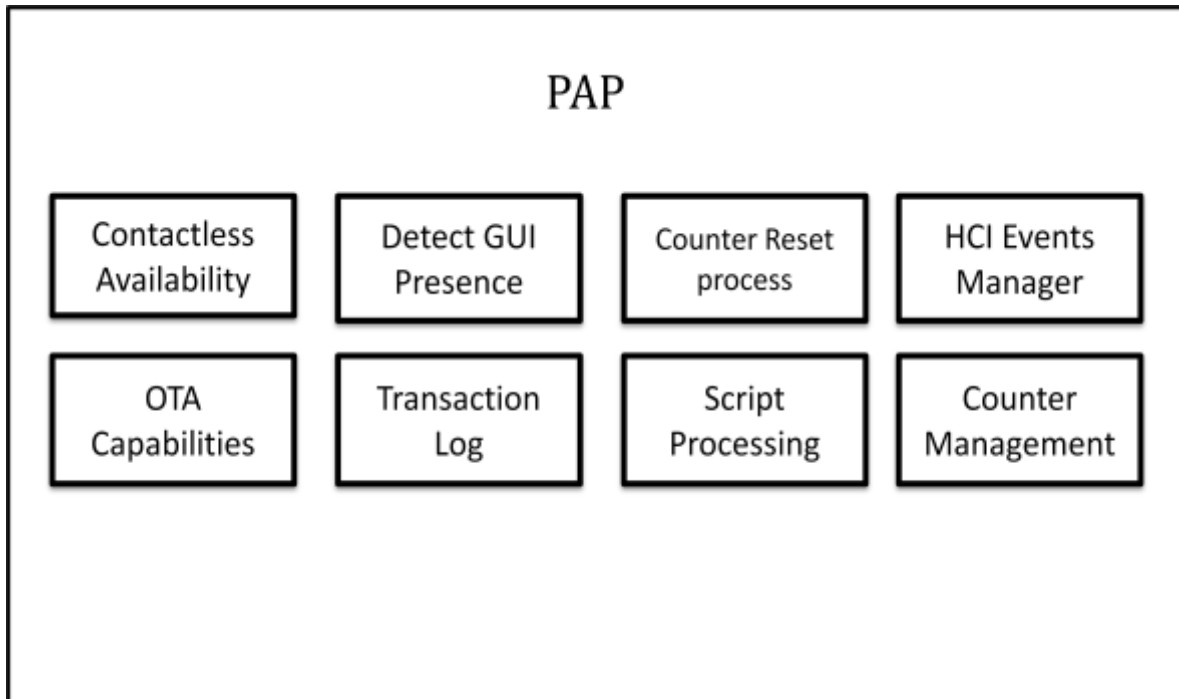 PAP
Contactless
Availability
Detect GUI
Presence
Counter Reset
process
HCI Events
Manager
OTA
Capabilities
Transaction
Log
Script
Processing
Counter
Management